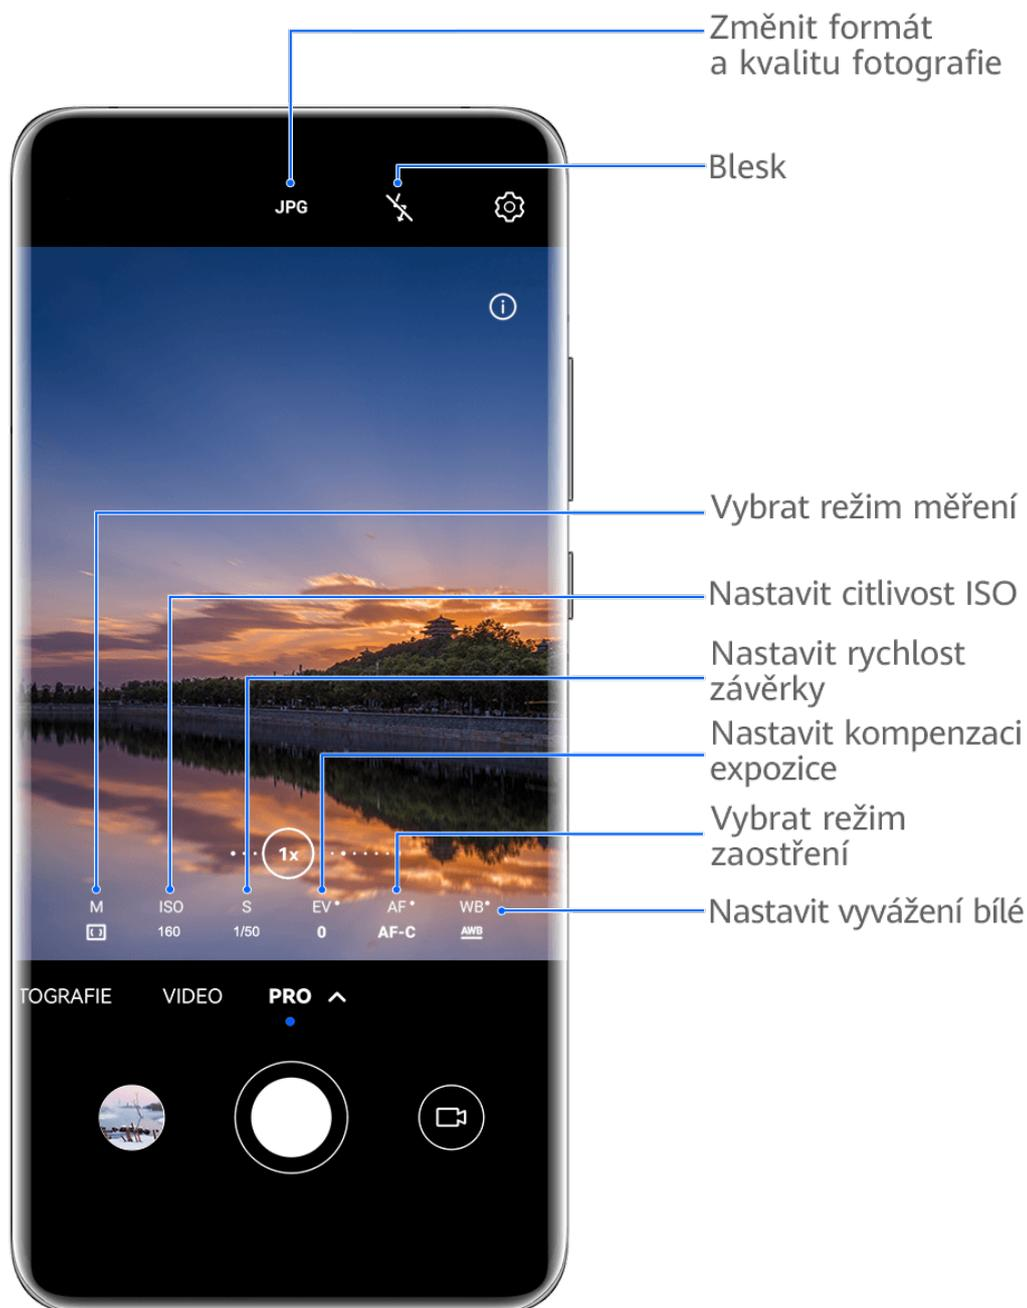 Změnit formát
a kvalitu fotografie
Blesk
JPG
Vybrat režim měření
Nastavit citlivost ISO
Nastavit rychlost
závěrky
Nastavit kompenzaci
expozice
Vybrat režim
zaostření
1x
M ISO S EV AF WB
Nastavit vyvážení bílé
160 1/50 0 AF-C AWB
TOGRAFIE VIDEO PRO